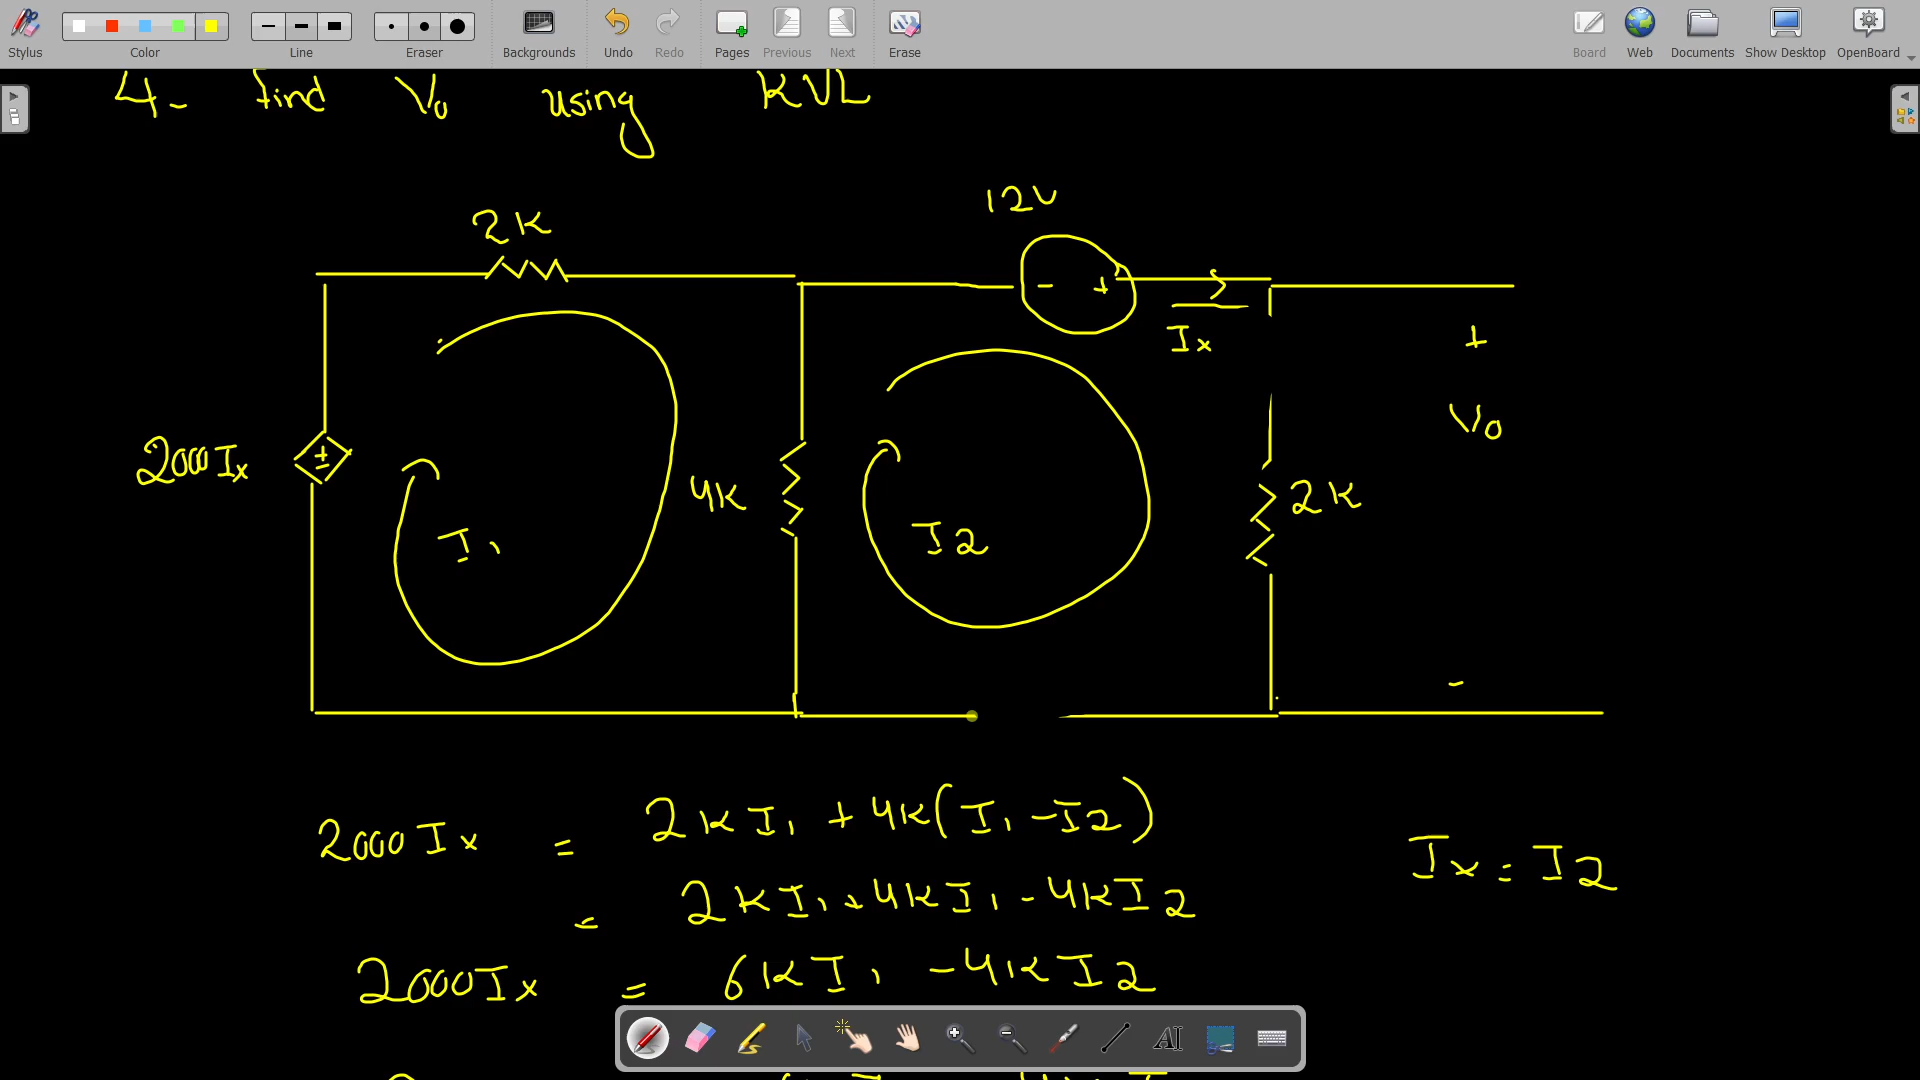 Stylus Color Line Eraser Backgrounds Undo Redo Pages Previous Next Erase Board Web Documents Show Desktop OpenBoard
4- find Vo using KVL
12V
2K
- +
Ix
+
Vo
2000Ix
±
4K
2K
I1
I2
-
2000Ix = 2KI1 + 4K(I1 - I2)
Ix = I2
= 2KI1 + 4KI1 - 4KI2
2000Ix = 6KI1 - 4KI2